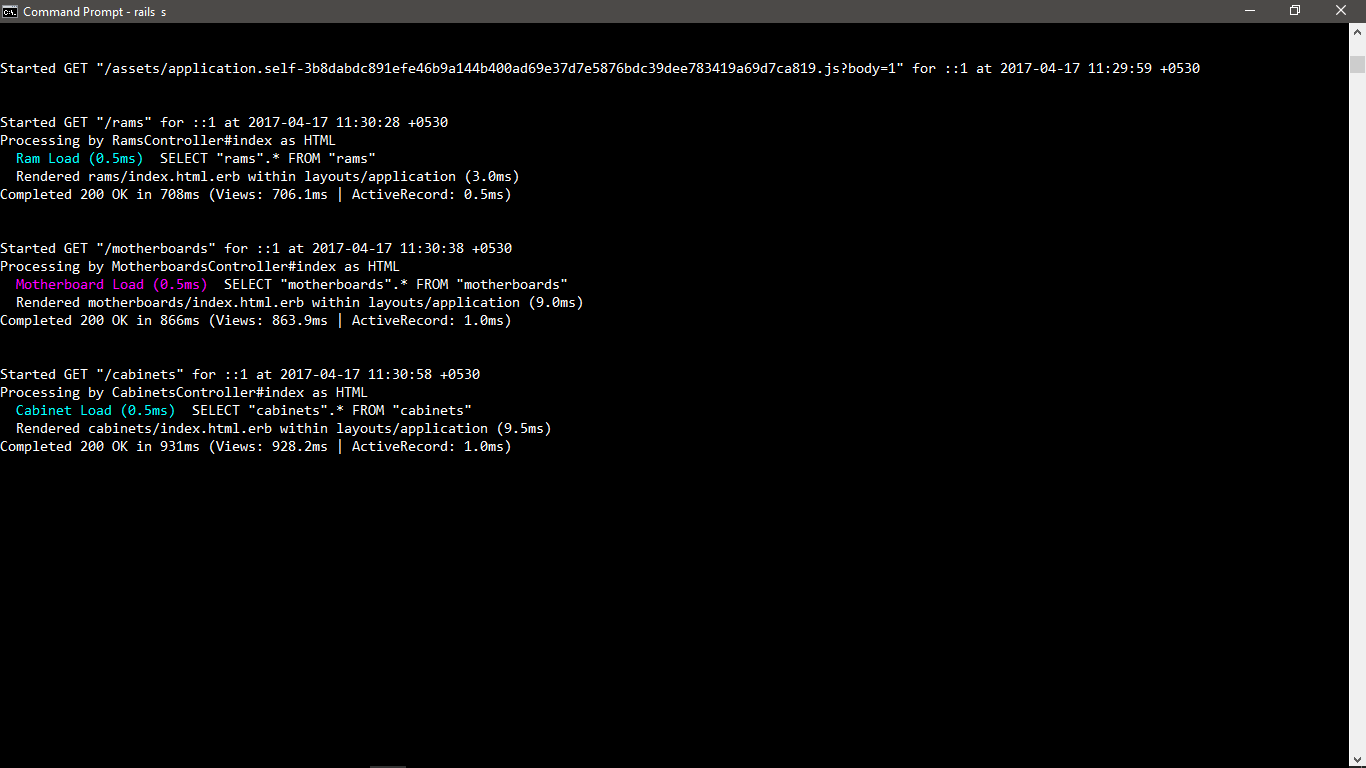 Command Prompt - rails s
Started GET "/assets/application.self-3b8dabdc891efe46b9a144b400ad69e37d7e5876bdc39dee783419a69d7ca819.js?body=1" for ::1 at 2017-04-17 11:29:59 +0530
Started GET "/rams" for ::1 at 2017-04-17 11:30:28 +0530
Processing by RamsController#index as HTML
Ram Load (0.5ms)  SELECT "rams".* FROM "rams"
Rendered rams/index.html.erb within layouts/application (3.0ms)
Completed 200 OK in 708ms (Views: 706.1ms | ActiveRecord: 0.5ms)
Started GET "/motherboards" for ::1 at 2017-04-17 11:30:38 +0530
Processing by MotherboardsController#index as HTML
Motherboard Load (0.5ms)  SELECT "motherboards".* FROM "motherboards"
Rendered motherboards/index.html.erb within layouts/application (9.0ms)
Completed 200 OK in 866ms (Views: 863.9ms | ActiveRecord: 1.0ms)
Started GET "/cabinets" for ::1 at 2017-04-17 11:30:58 +0530
Processing by CabinetsController#index as HTML
Cabinet Load (0.5ms)  SELECT "cabinets".* FROM "cabinets"
Rendered cabinets/index.html.erb within layouts/application (9.5ms)
Completed 200 OK in 931ms (Views: 928.2ms | ActiveRecord: 1.0ms)